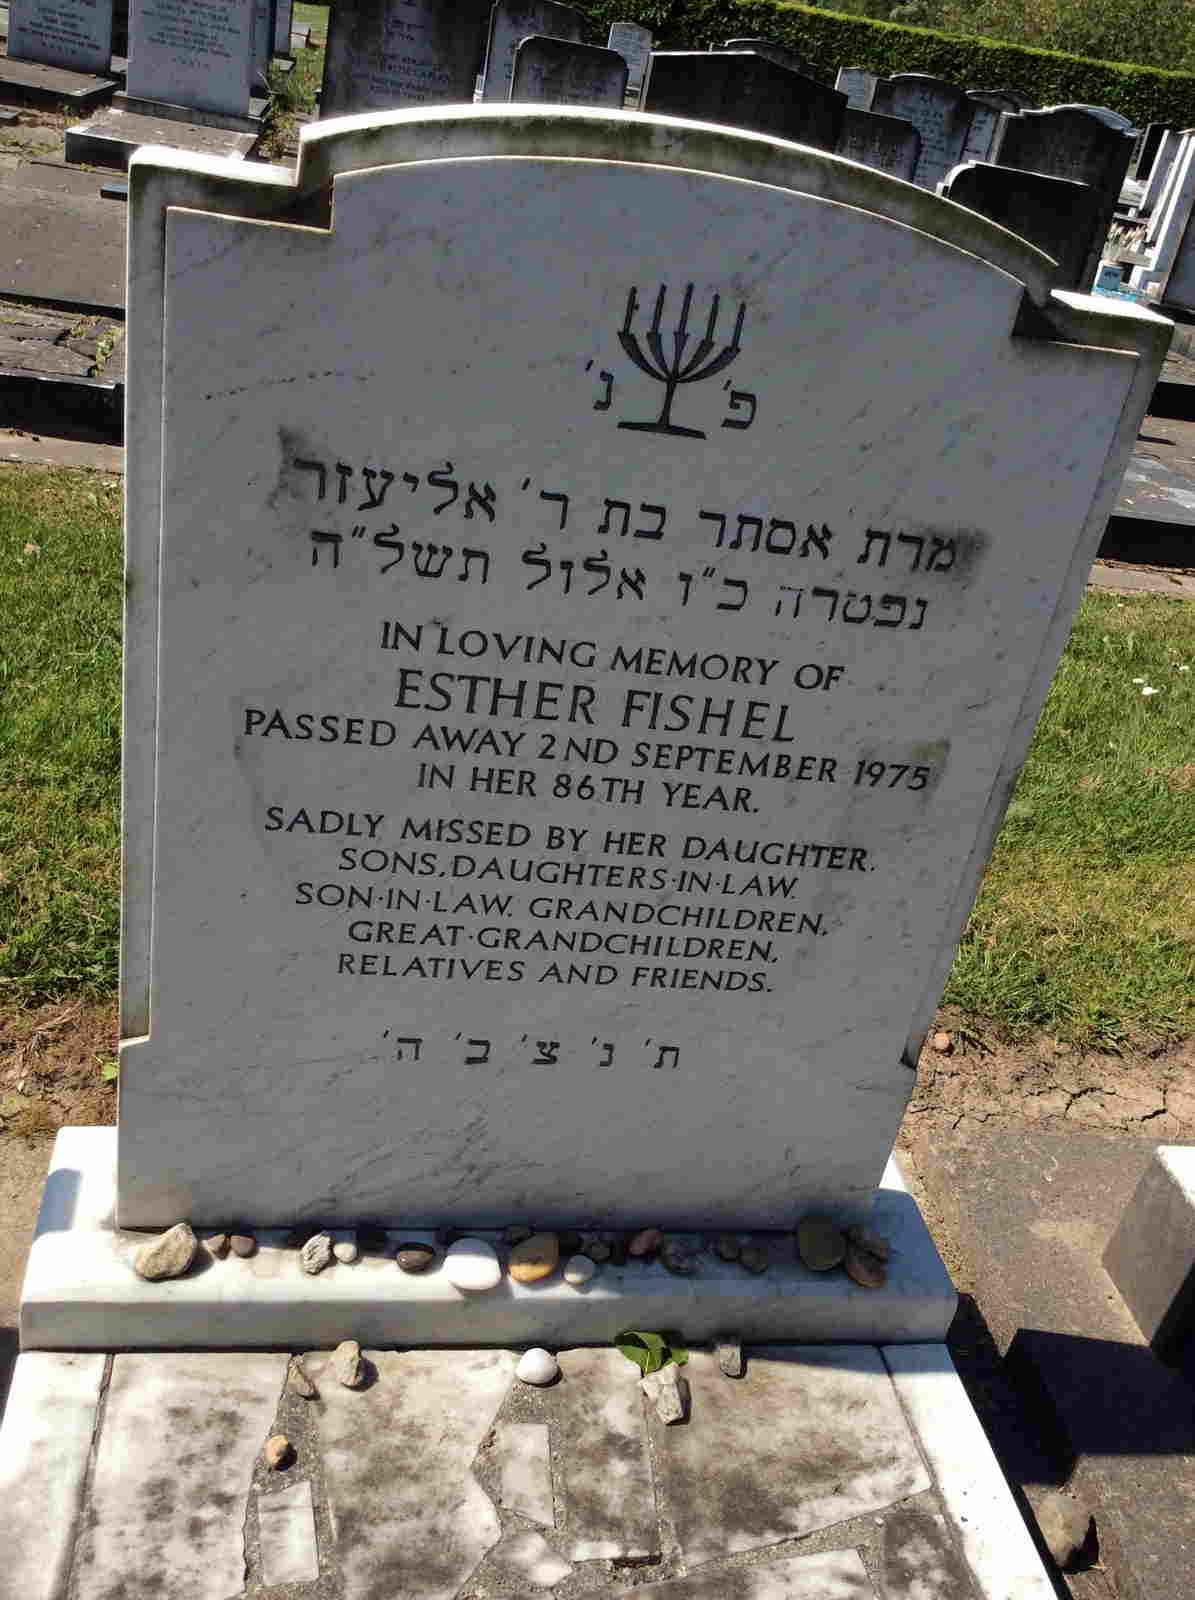 פ' נ'
מרת אסתר בת ר' אליעזר
נפטרה כ"ו אלול תשל"ה
IN LOVING MEMORY OF
ESTHER FISHEL
PASSED AWAY 2ND SEPTEMBER 1975
IN HER 86TH YEAR.
SADLY MISSED BY HER DAUGHTER.
SONS, DAUGHTERS·IN·LAW.
SON·IN·LAW. GRANDCHILDREN,
GREAT·GRANDCHILDREN,
RELATIVES AND FRIENDS.
ת' נ' צ' ב' ה'